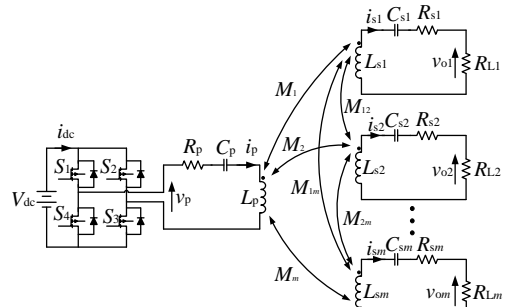 i_s1 C_s1 R_s1
L_s1 v_o1 R_L1
M_1 M_12
i_dc
S_1 S_2
R_p C_p i_p
M_2
i_s2 C_s2 R_s2
L_s2 v_o2 R_L2
V_dc
S_4 S_3
v_p L_p
M_1m M_2m
M_m
i_sm C_sm R_sm
L_sm v_om R_Lm